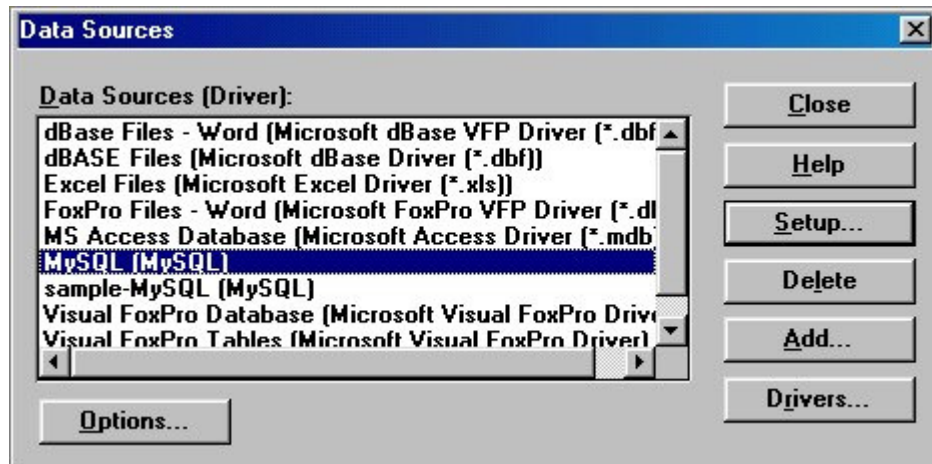 Data Sources
Data Sources (Driver):
dBase Files - Word (Microsoft dBase VFP Driver (*.dbf
dBASE Files (Microsoft dBase Driver (*.dbf))
Excel Files (Microsoft Excel Driver (*.xls))
FoxPro Files - Word (Microsoft FoxPro VFP Driver (*.d
MS Access Database (Microsoft Access Driver (*.mdb
MySQL (MySQL)
sample-MySQL (MySQL)
Visual FoxPro Database (Microsoft Visual FoxPro Driv
Visual FoxPro Tables (Microsoft Visual FoxPro Driver)
Close
Help
Setup...
Delete
Add...
Drivers...
Options...